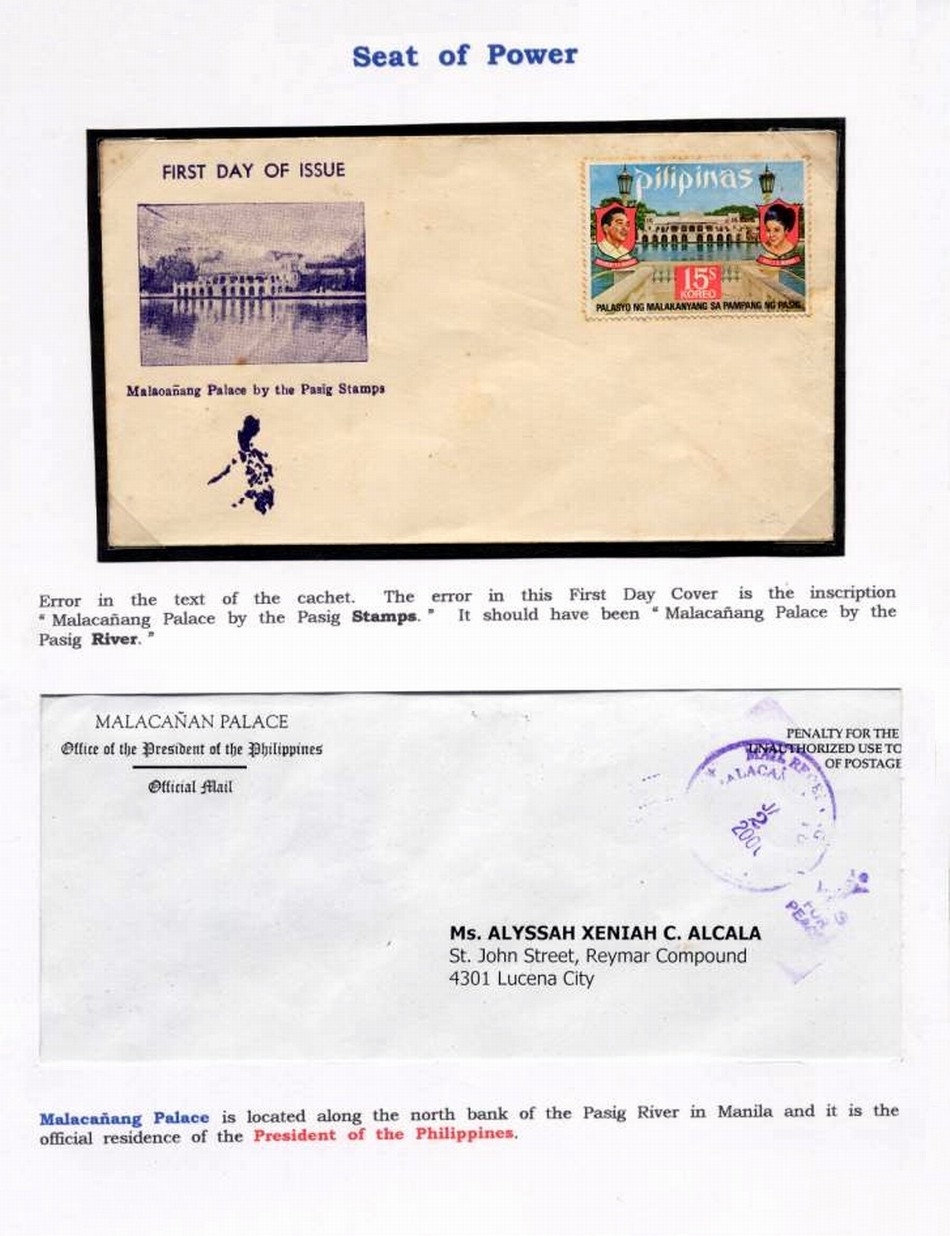 Seat of Power
FIRST DAY OF ISSUE
pilipinas
15s
KOREO
PALASYO NG MALAKANYANG SA PAMPANG NG PASIG
Malaoañang Palace by the Pasig Stamps
Error in the text of the cachet. The error in this First Day Cover is the inscription
“ Malacañang Palace by the Pasig Stamps. ” It should have been “ Malacañang Palace by the
Pasig River. ”
MALACAÑAN PALACE
Office of the President of the Philippines
Official Mail
PENALTY FOR THE
UNAUTHORIZED USE TO
OF POSTAGE
MAIL
2
FOR
Ms. ALYSSAH XENIAH C. ALCALA
St. John Street, Reymar Compound
4301 Lucena City
Malacañang Palace is located along the north bank of the Pasig River in Manila and it is the
official residence of the President of the Philippines.